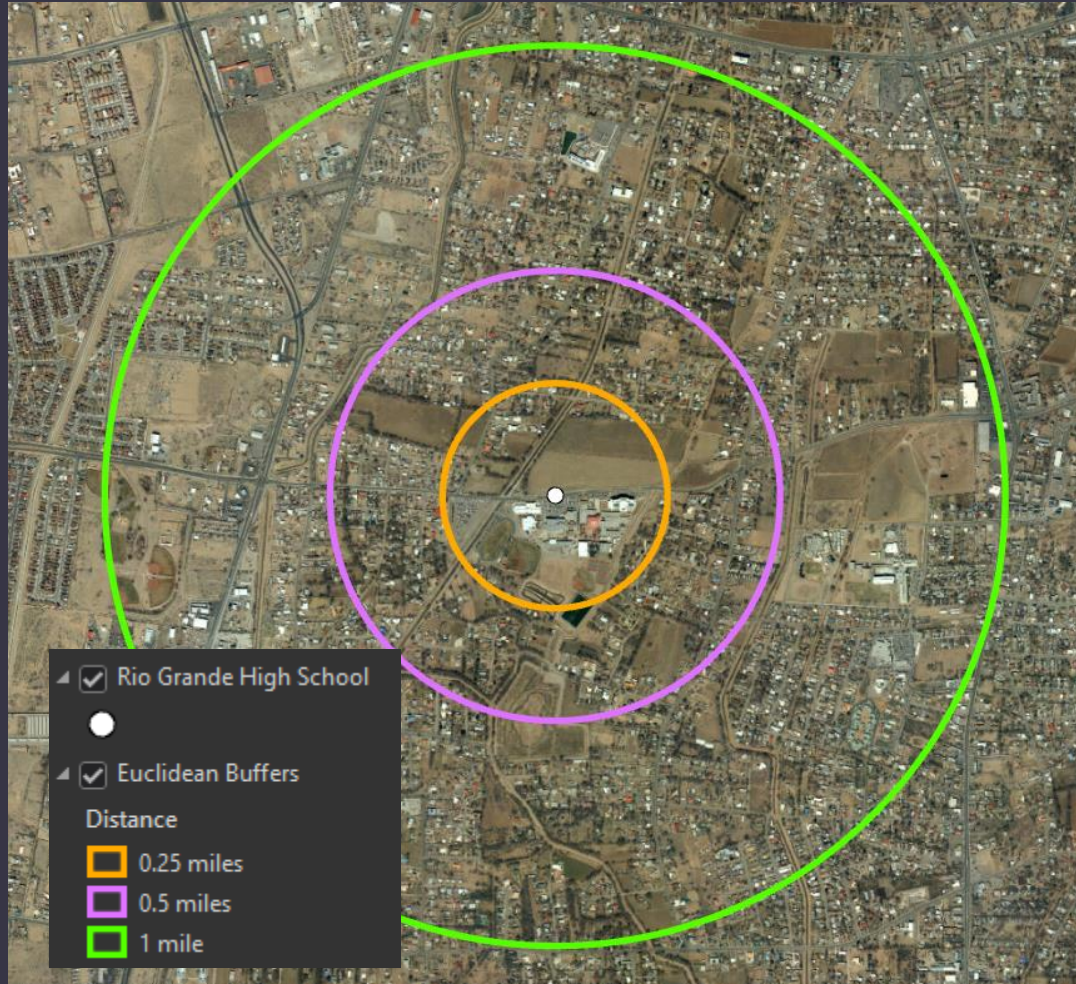 Rio Grande High School
Euclidean Buffers
Distance
0.25 miles
0.5 miles
1 mile